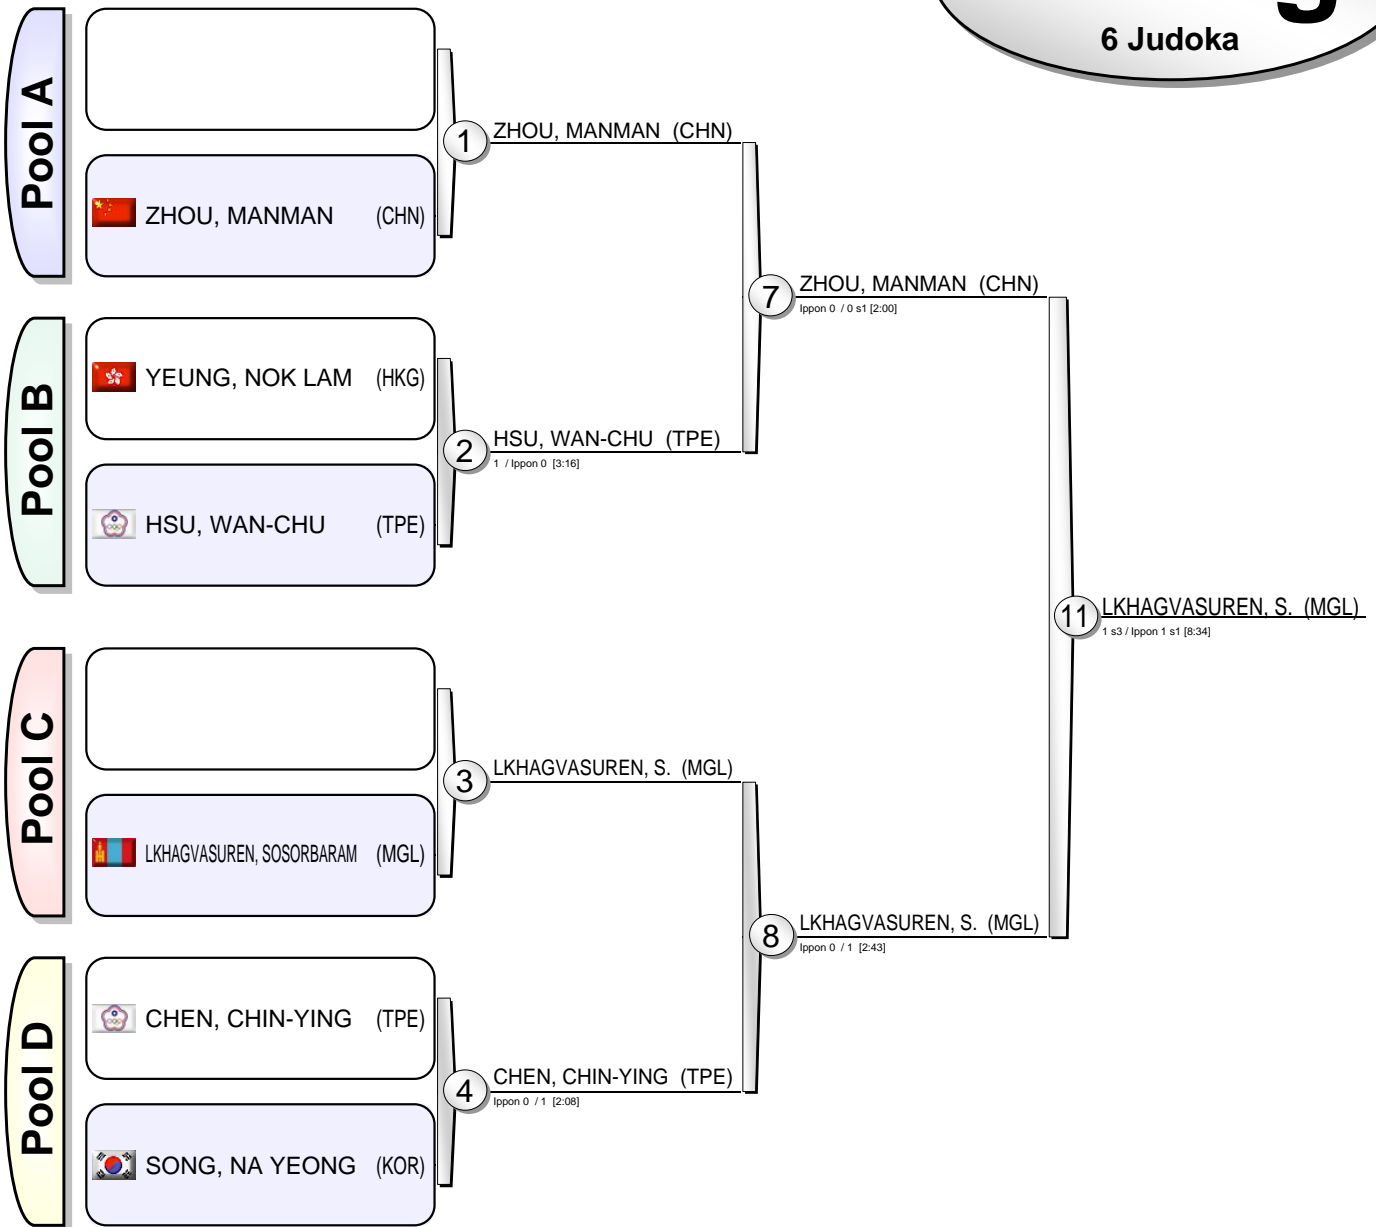 6 Judoka
Pool A
ZHOU, MANMAN (CHN)
1 ZHOU, MANMAN (CHN)
Pool B
YEUNG, NOK LAM (HKG)
HSU, WAN-CHU (TPE)
2 HSU, WAN-CHU (TPE)
1 / Ippon 0 [3:16]
7 ZHOU, MANMAN (CHN)
Ippon 0 / 0 s1 [2:00]
Pool C
LKHAGVASUREN, SOSORBARAM (MGL)
3 LKHAGVASUREN, S. (MGL)
Pool D
CHEN, CHIN-YING (TPE)
SONG, NA YEONG (KOR)
4 CHEN, CHIN-YING (TPE)
Ippon 0 / 1 [2:08]
8 LKHAGVASUREN, S. (MGL)
Ippon 0 / 1 [2:43]
11 LKHAGVASUREN, S. (MGL)
1 s3 / Ippon 1 s1 [8:34]